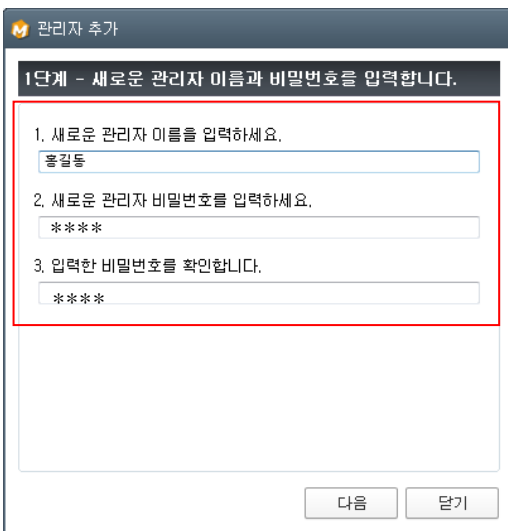 관리자 추가
1단계 - 새로운 관리자 이름과 비밀번호를 입력합니다.
1. 새로운 관리자 이름을 입력하세요.
홍길동
2. 새로운 관리자 비밀번호를 입력하세요.
****
3. 입력한 비밀번호를 확인합니다.
****
다음 닫기